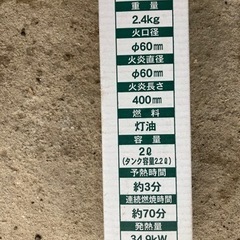 重量
2.4kg
火口径
φ60㎜
火炎直径
φ60㎜
火炎長さ
400㎜
燃料
灯油
容量
2ℓ
(タンク容量2.2ℓ)
予熱時間
約3分
連続燃焼時間
約70分
発熱量
34.9kW